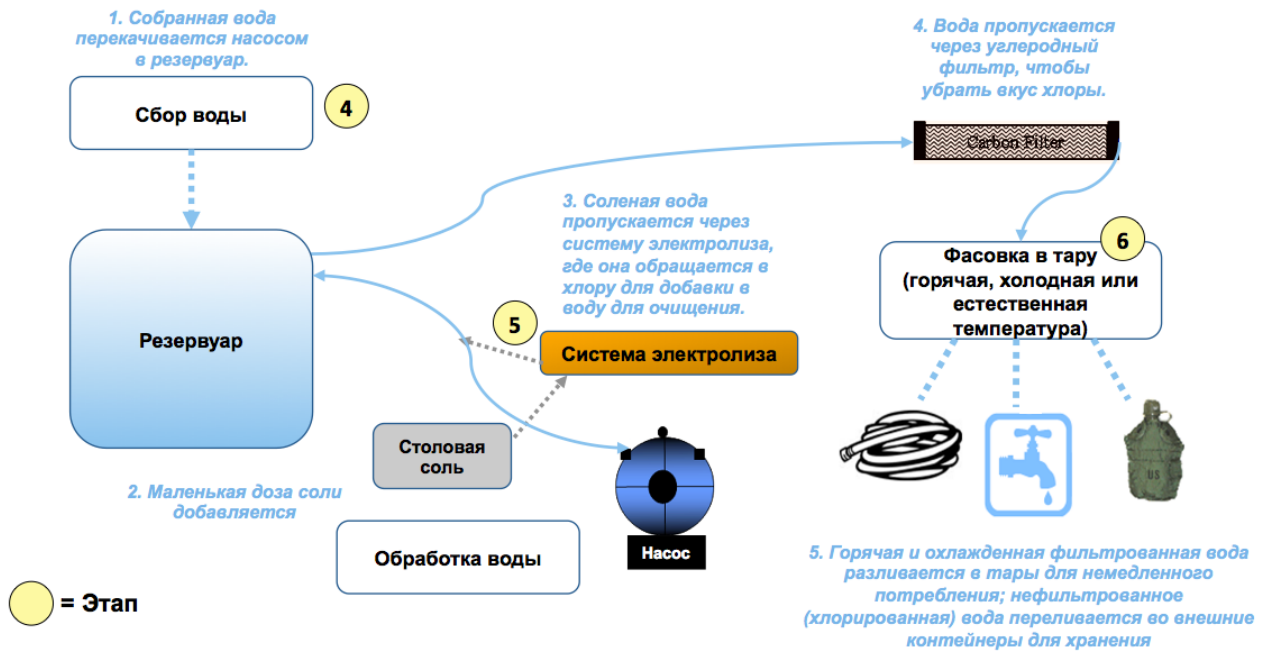 1. Собранная вода
перекачивается насосом
в резервуар.
Сбор воды
4
4. Вода пропускается
через углеродный
фильтр, чтобы
убрать вкус хлоры.
Carbon Filter
3. Соленая вода
пропускается через
систему электролиза,
где она обращается в
хлору для добавки в
воду для очищения.
6
Фасовка в тару
(горячая, холодная или
естественная
температура)
Резервуар
5
Система электролиза
Столовая
соль
2. Маленькая доза соли
добавляется
Обработка воды
Насос
US
5. Горячая и охлажденная фильтрованная вода
разливается в тары для немедленного
потребления; нефильтрованное
(хлорированная) вода переливается во внешние
контейнеры для хранения
= Этап